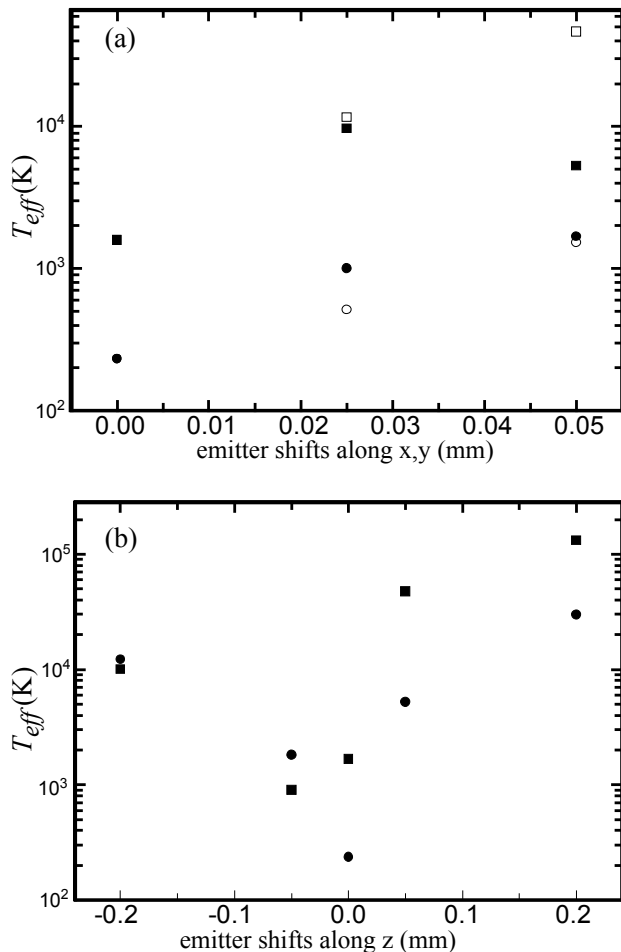 (a)
T_eff (K)
10^4
10^3
10^2
0.00 0.01 0.02 0.03 0.04 0.05
emitter shifts along x,y (mm)
(b)
T_eff (K)
10^5
10^4
10^3
10^2
-0.2 -0.1 0.0 0.1 0.2
emitter shifts along z (mm)